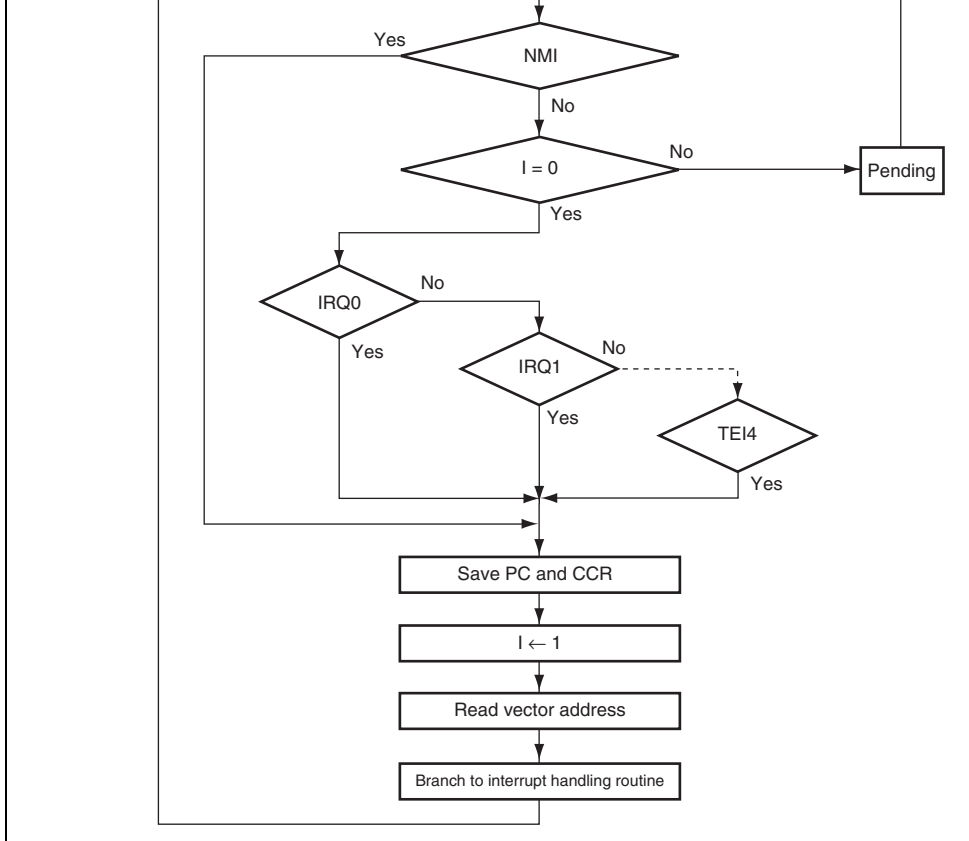 Yes
NMI
No
I = 0
No
Pending
Yes
IRQ0
No
Yes
IRQ1
No
Yes
TEI4
Yes
Save PC and CCR
I ← 1
Read vector address
Branch to interrupt handling routine